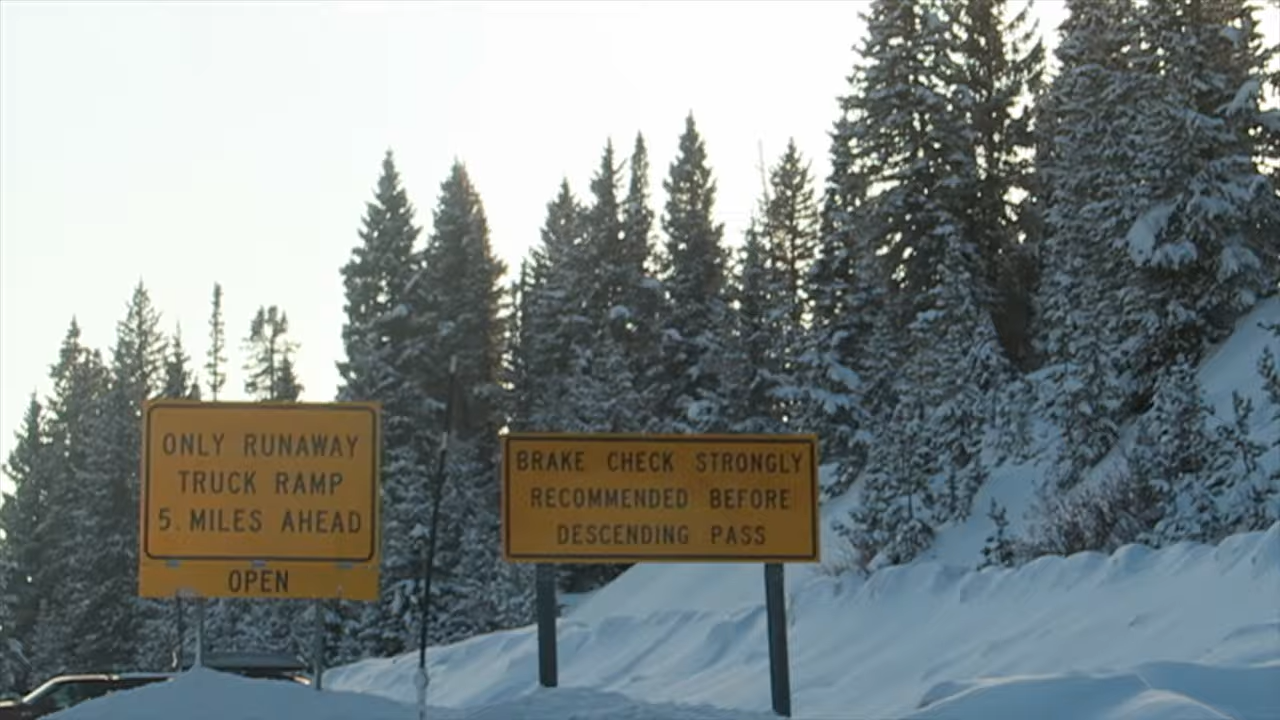 ONLY RUNAWAY
TRUCK RAMP
5 MILES AHEAD
OPEN
BRAKE CHECK STRONGLY
RECOMMENDED BEFORE
DESCENDING PASS